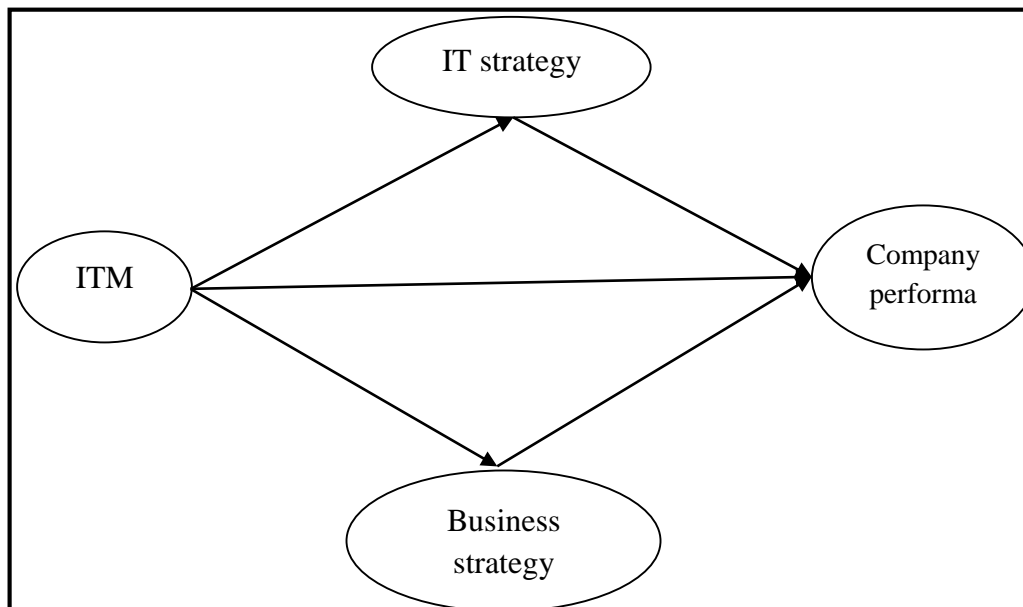 IT strategy
ITM
Company
performa
Business
strategy